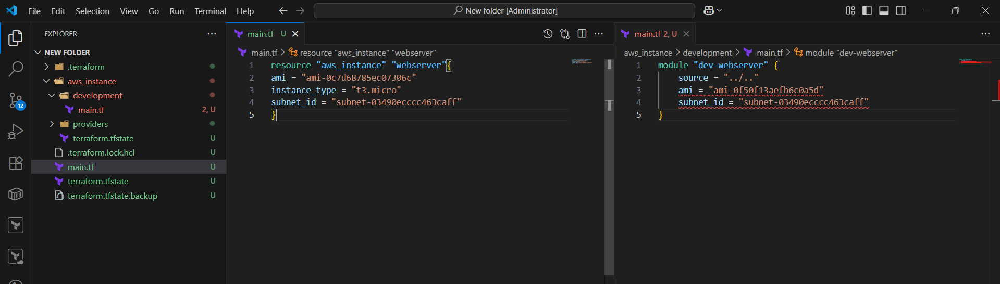 File Edit Selection View Go Run Terminal Help
New folder [Administrator]
EXPLORER
NEW FOLDER
.terraform
aws_instance
development
main.tf 2, U
providers
terraform.tfstate U
.terraform.lock.hcl U
main.tf U
terraform.tfstate U
terraform.tfstate.backup U
12
main.tf U
main.tf > resource "aws_instance" "webserver"
1 resource "aws_instance" "webserver"{
2 ami = "ami-0c7d68785ec07306c"
3 instance_type = "t3.micro"
4 subnet_id = "subnet-03490ecccc463caff"
5 }
main.tf 2, U
aws_instance > development > main.tf > module "dev-webserver"
1 module "dev-webserver" {
2 source = "../.."
3 ami = "ami-0f50f13aefb6c0a5d"
4 subnet_id = "subnet-03490ecccc463caff"
5 }